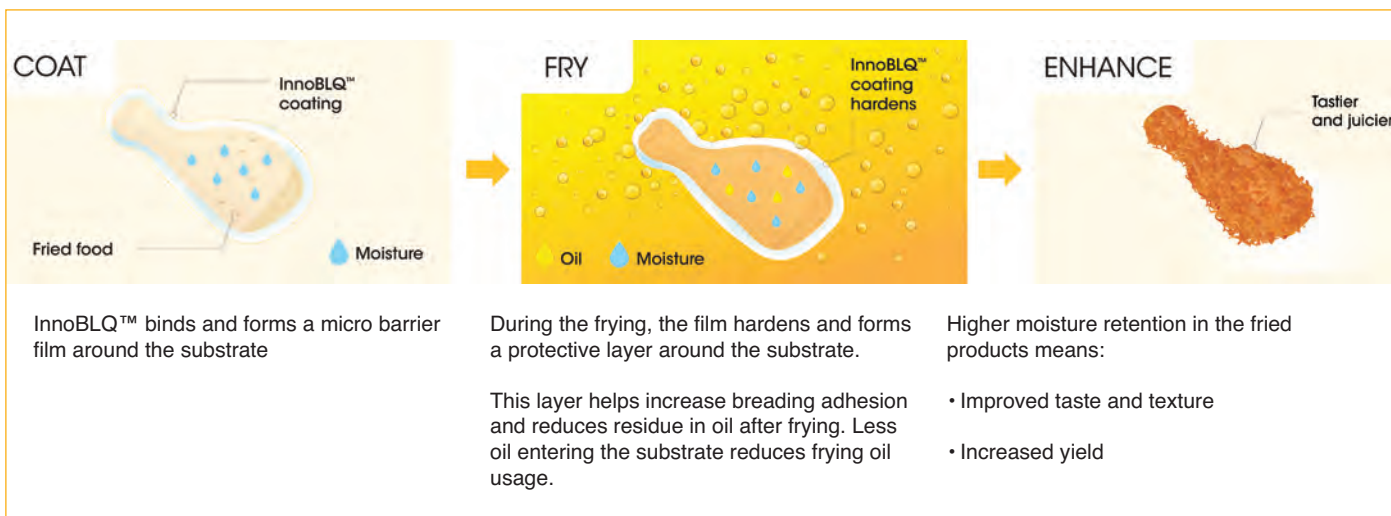 COAT
InnoBLQ™
coating
Fried food
Moisture
FRY
InnoBLQ™
coating
hardens
Oil
Moisture
ENHANCE
Tastier
and juicier
InnoBLQ™ binds and forms a micro barrier
film around the substrate
During the frying, the film hardens and forms
a protective layer around the substrate.
This layer helps increase breading adhesion
and reduces residue in oil after frying. Less
oil entering the substrate reduces frying oil
usage.
Higher moisture retention in the fried
products means:
• Improved taste and texture
• Increased yield